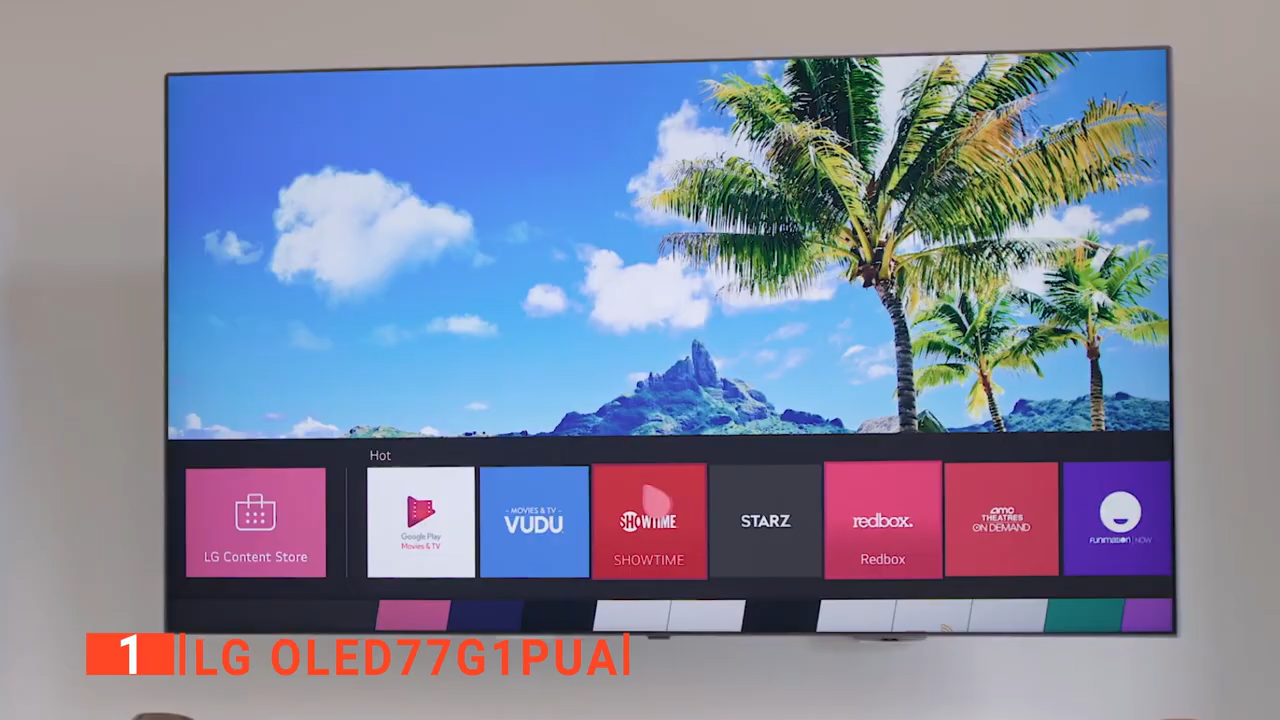 Hot
LG Content Store
Google Play
Movies & TV
- MOVIES & TV -
VUDU
SHOWTIME
SHOWTIME
STARZ
redbox.
Redbox
amc
THEATRES
ON DEMAND
FUNIMATION | NOW
1 LG OLED77G1PUA